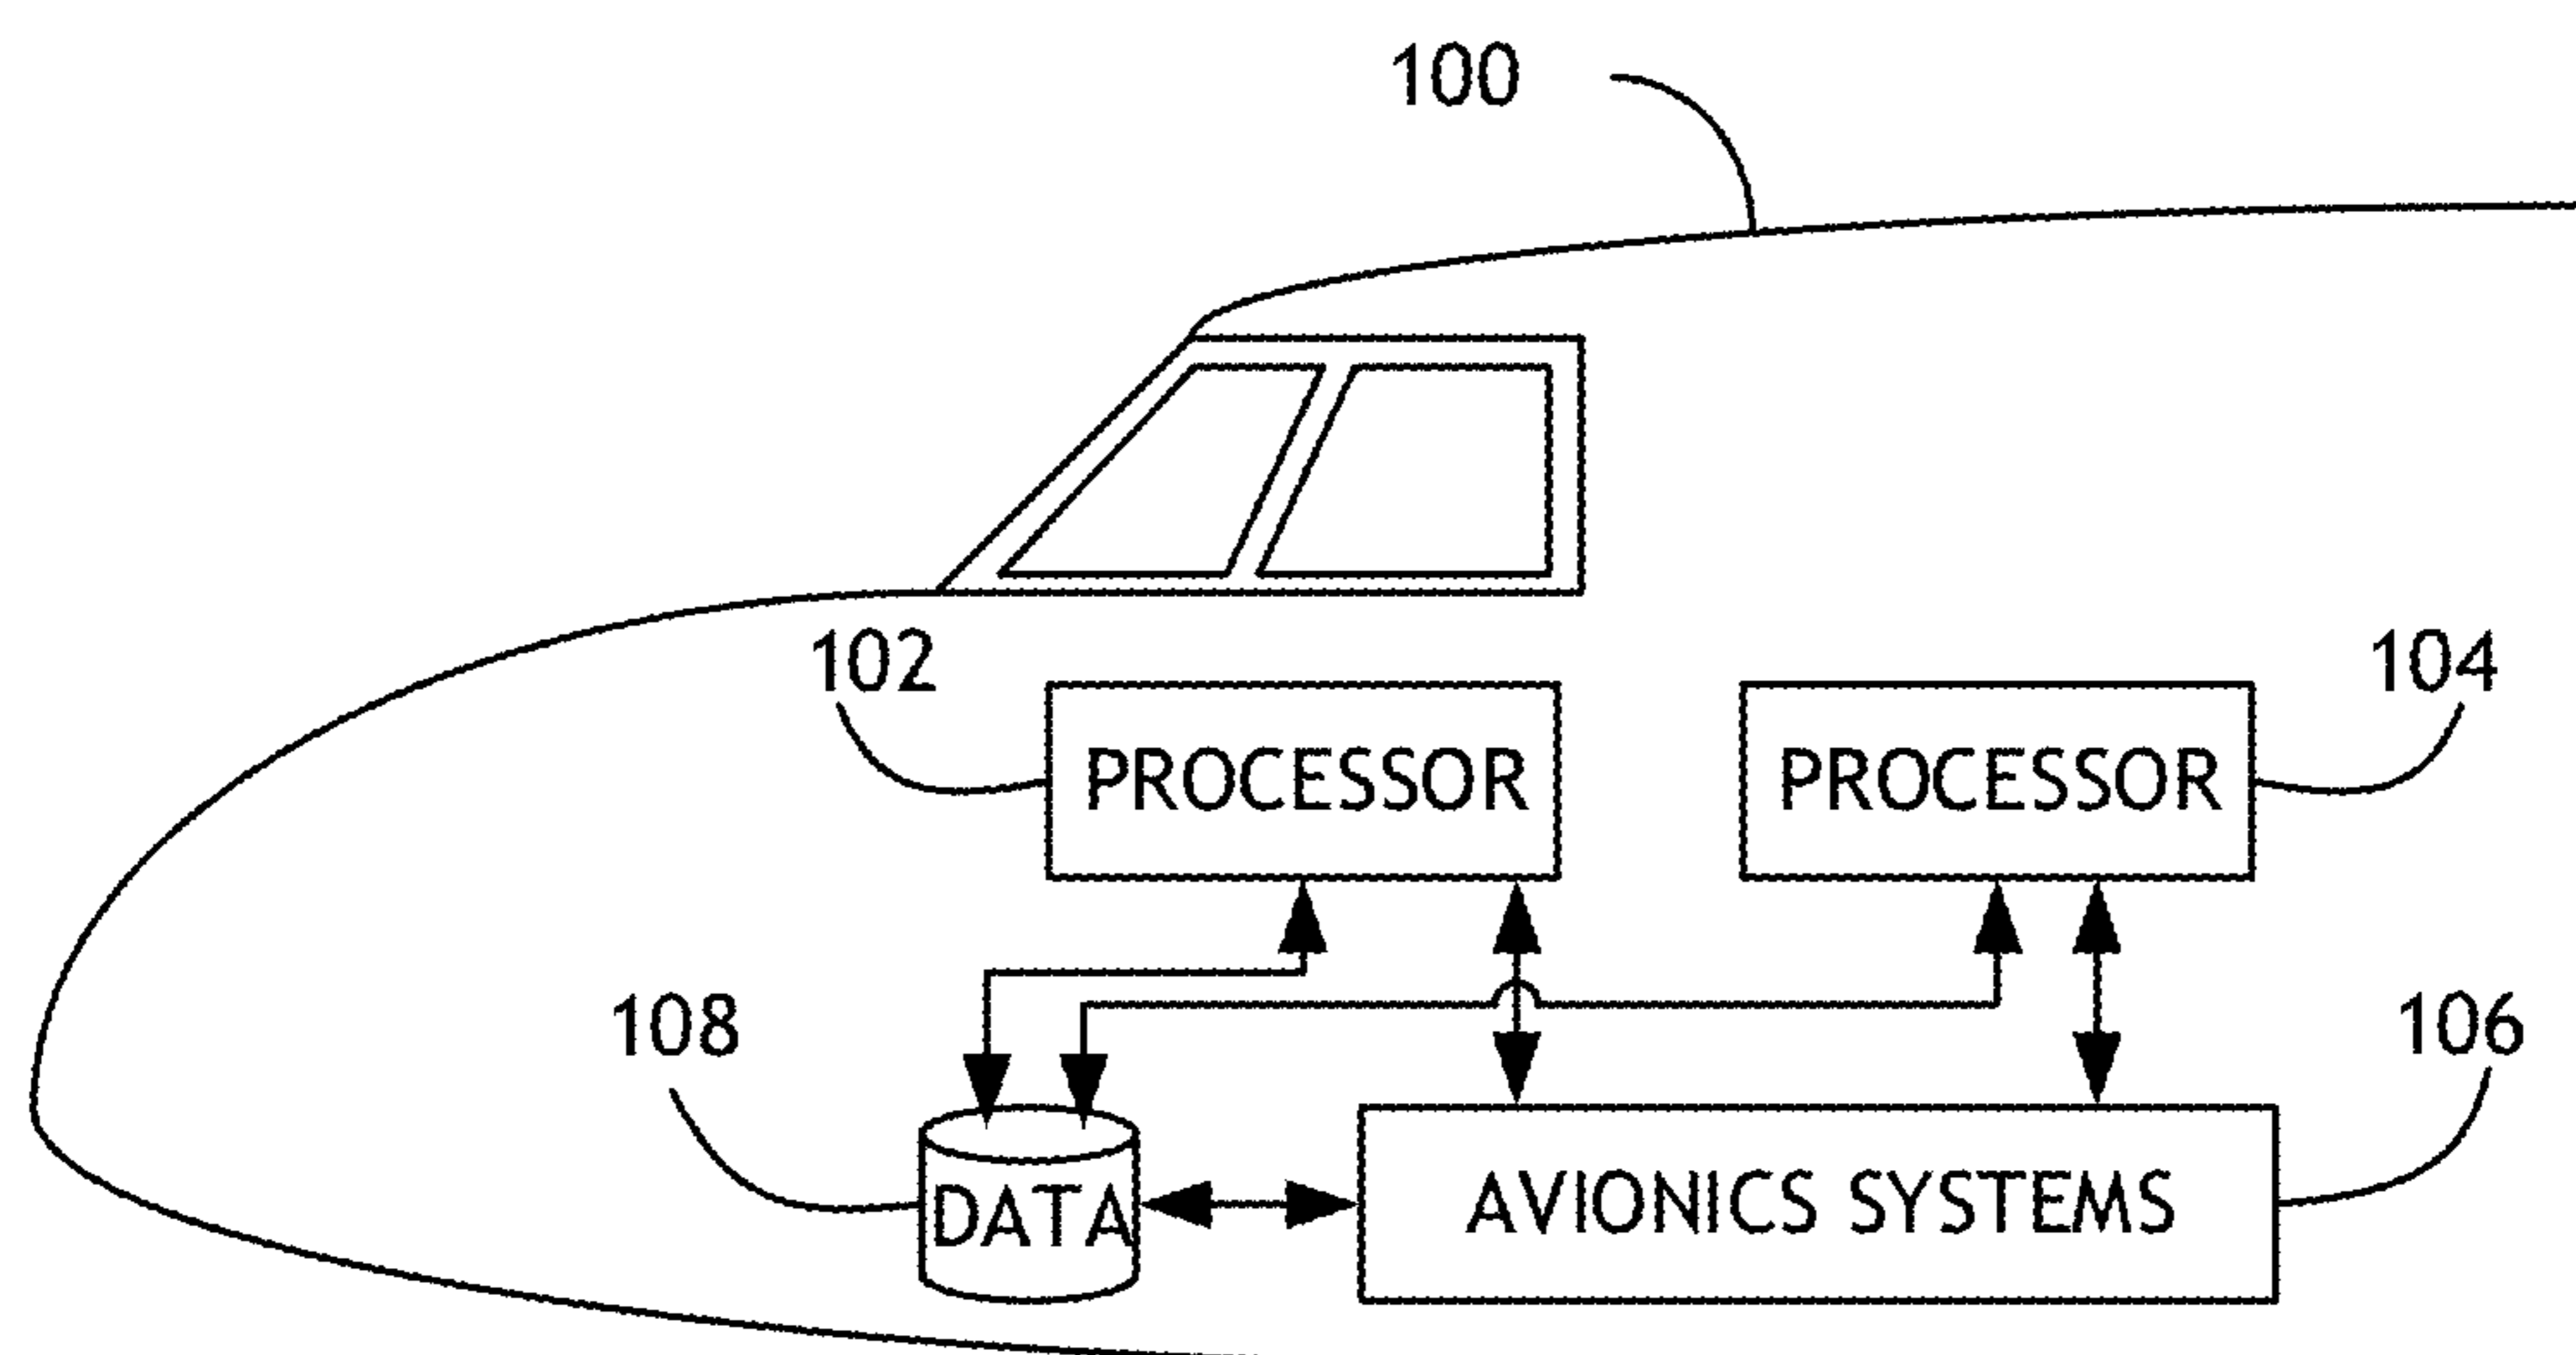 100
102
104
PROCESSOR
PROCESSOR
108
106
DATA
AVIONICS SYSTEMS